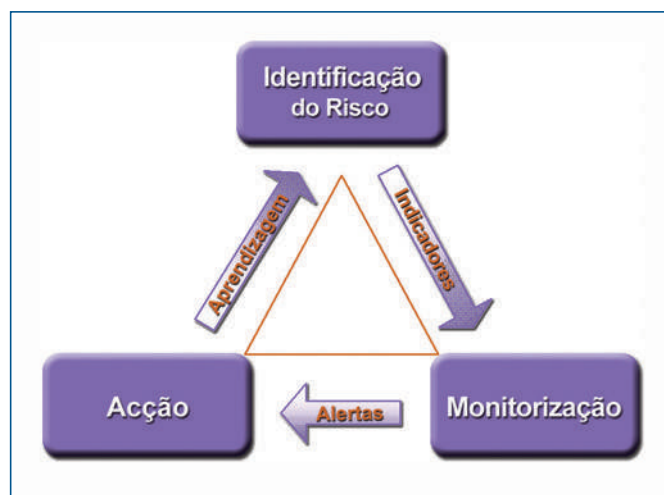 Identificação
do Risco
Aprendizagem
Indicadores
Acção
Alertas
Monitorização